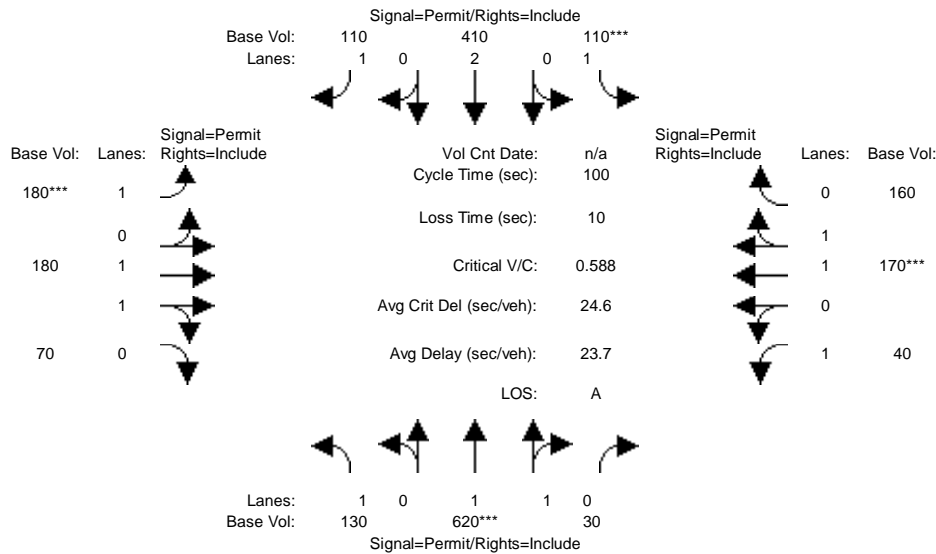 Signal=Permit/Rights=Include
Base Vol: 110 410 110***
Lanes: 1 0 2 0 1
Signal=Permit
Rights=Include
Base Vol: Lanes:
180*** 1
0
180 1
1
70 0
Vol Cnt Date: n/a
Cycle Time (sec): 100
Loss Time (sec): 10
Critical V/C: 0.588
Avg Crit Del (sec/veh): 24.6
Avg Delay (sec/veh): 23.7
LOS: A
Signal=Permit
Rights=Include
Lanes: Base Vol:
0 160
1
1 170***
0
1 40
Lanes: 1 0 1 1 0
Base Vol: 130 620*** 30
Signal=Permit/Rights=Include